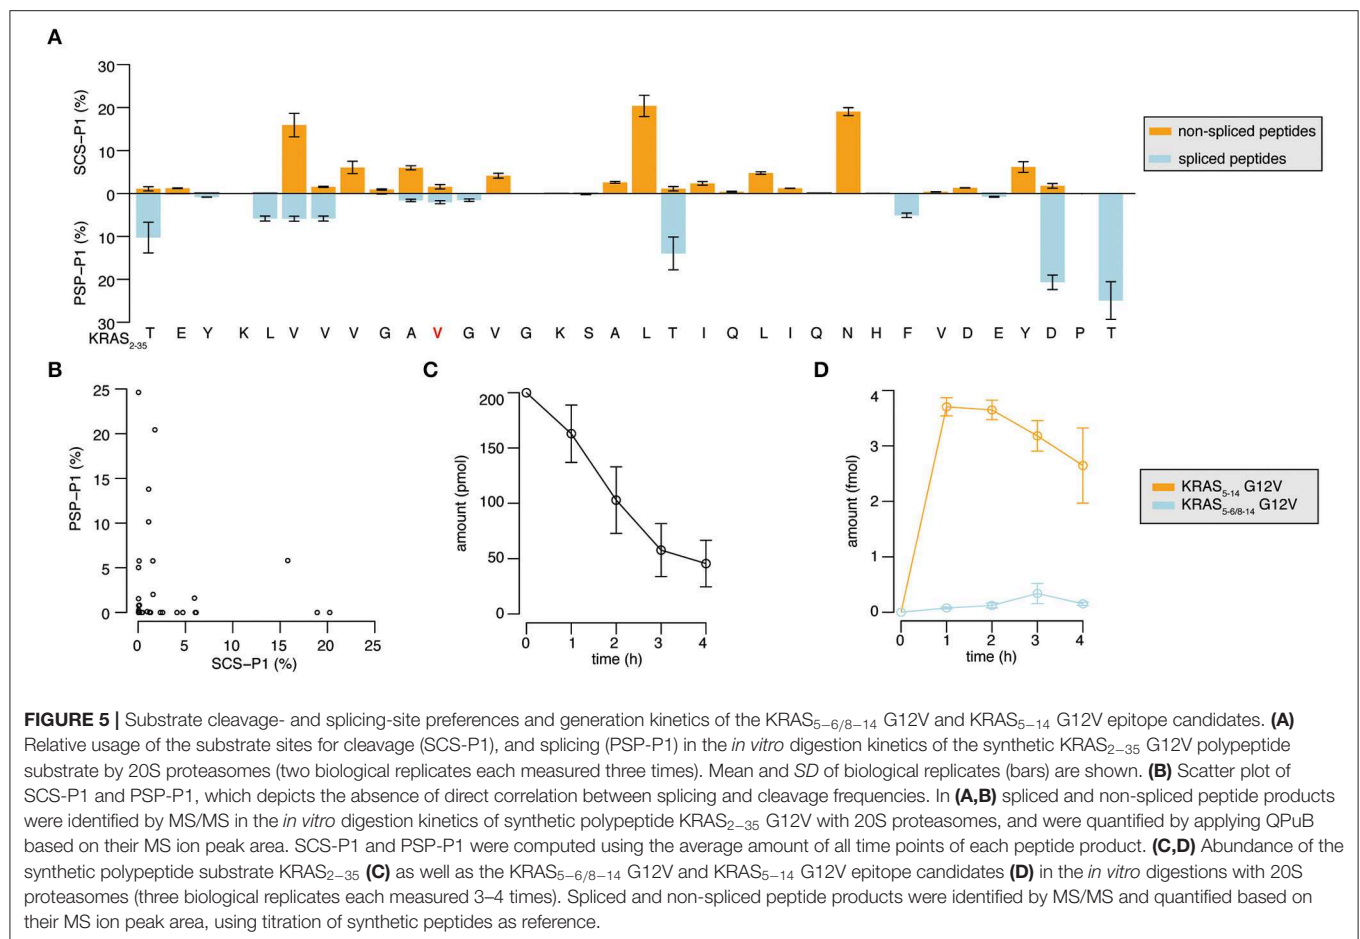 A
30
20
10
0
10
20
30
SCS−P1 (%)
PSP−P1 (%)
non-spliced peptides
spliced peptides
KRAS2-35 T E Y K L V V V G A V G V G K S A L T I Q L I Q N H F V D E Y D P T
B
25
20
15
10
5
0
PSP−P1 (%)
0 5 10 15 20 25
SCS−P1 (%)
C
200
150
100
50
0
amount (pmol)
0 1 2 3 4
time (h)
D
4
3
2
1
0
amount (fmol)
0 1 2 3 4
time (h)
KRAS5-14 G12V
KRAS5-6/8-14 G12V
FIGURE 5 | Substrate cleavage- and splicing-site preferences and generation kinetics of the KRAS5−6/8−14 G12V and KRAS5−14 G12V epitope candidates. (A)
Relative usage of the substrate sites for cleavage (SCS-P1), and splicing (PSP-P1) in the in vitro digestion kinetics of the synthetic KRAS2−35 G12V polypeptide
substrate by 20S proteasomes (two biological replicates each measured three times). Mean and SD of biological replicates (bars) are shown. (B) Scatter plot of
SCS-P1 and PSP-P1, which depicts the absence of direct correlation between splicing and cleavage frequencies. In (A,B) spliced and non-spliced peptide products
were identified by MS/MS in the in vitro digestion kinetics of synthetic polypeptide KRAS2−35 G12V with 20S proteasomes, and were quantified by applying QPuB
based on their MS ion peak area. SCS-P1 and PSP-P1 were computed using the average amount of all time points of each peptide product. (C,D) Abundance of the
synthetic polypeptide substrate KRAS2−35 (C) as well as the KRAS5−6/8−14 G12V and KRAS5−14 G12V epitope candidates (D) in the in vitro digestions with 20S
proteasomes (three biological replicates each measured 3–4 times). Spliced and non-spliced peptide products were identified by MS/MS and quantified based on
their MS ion peak area, using titration of synthetic peptides as reference.